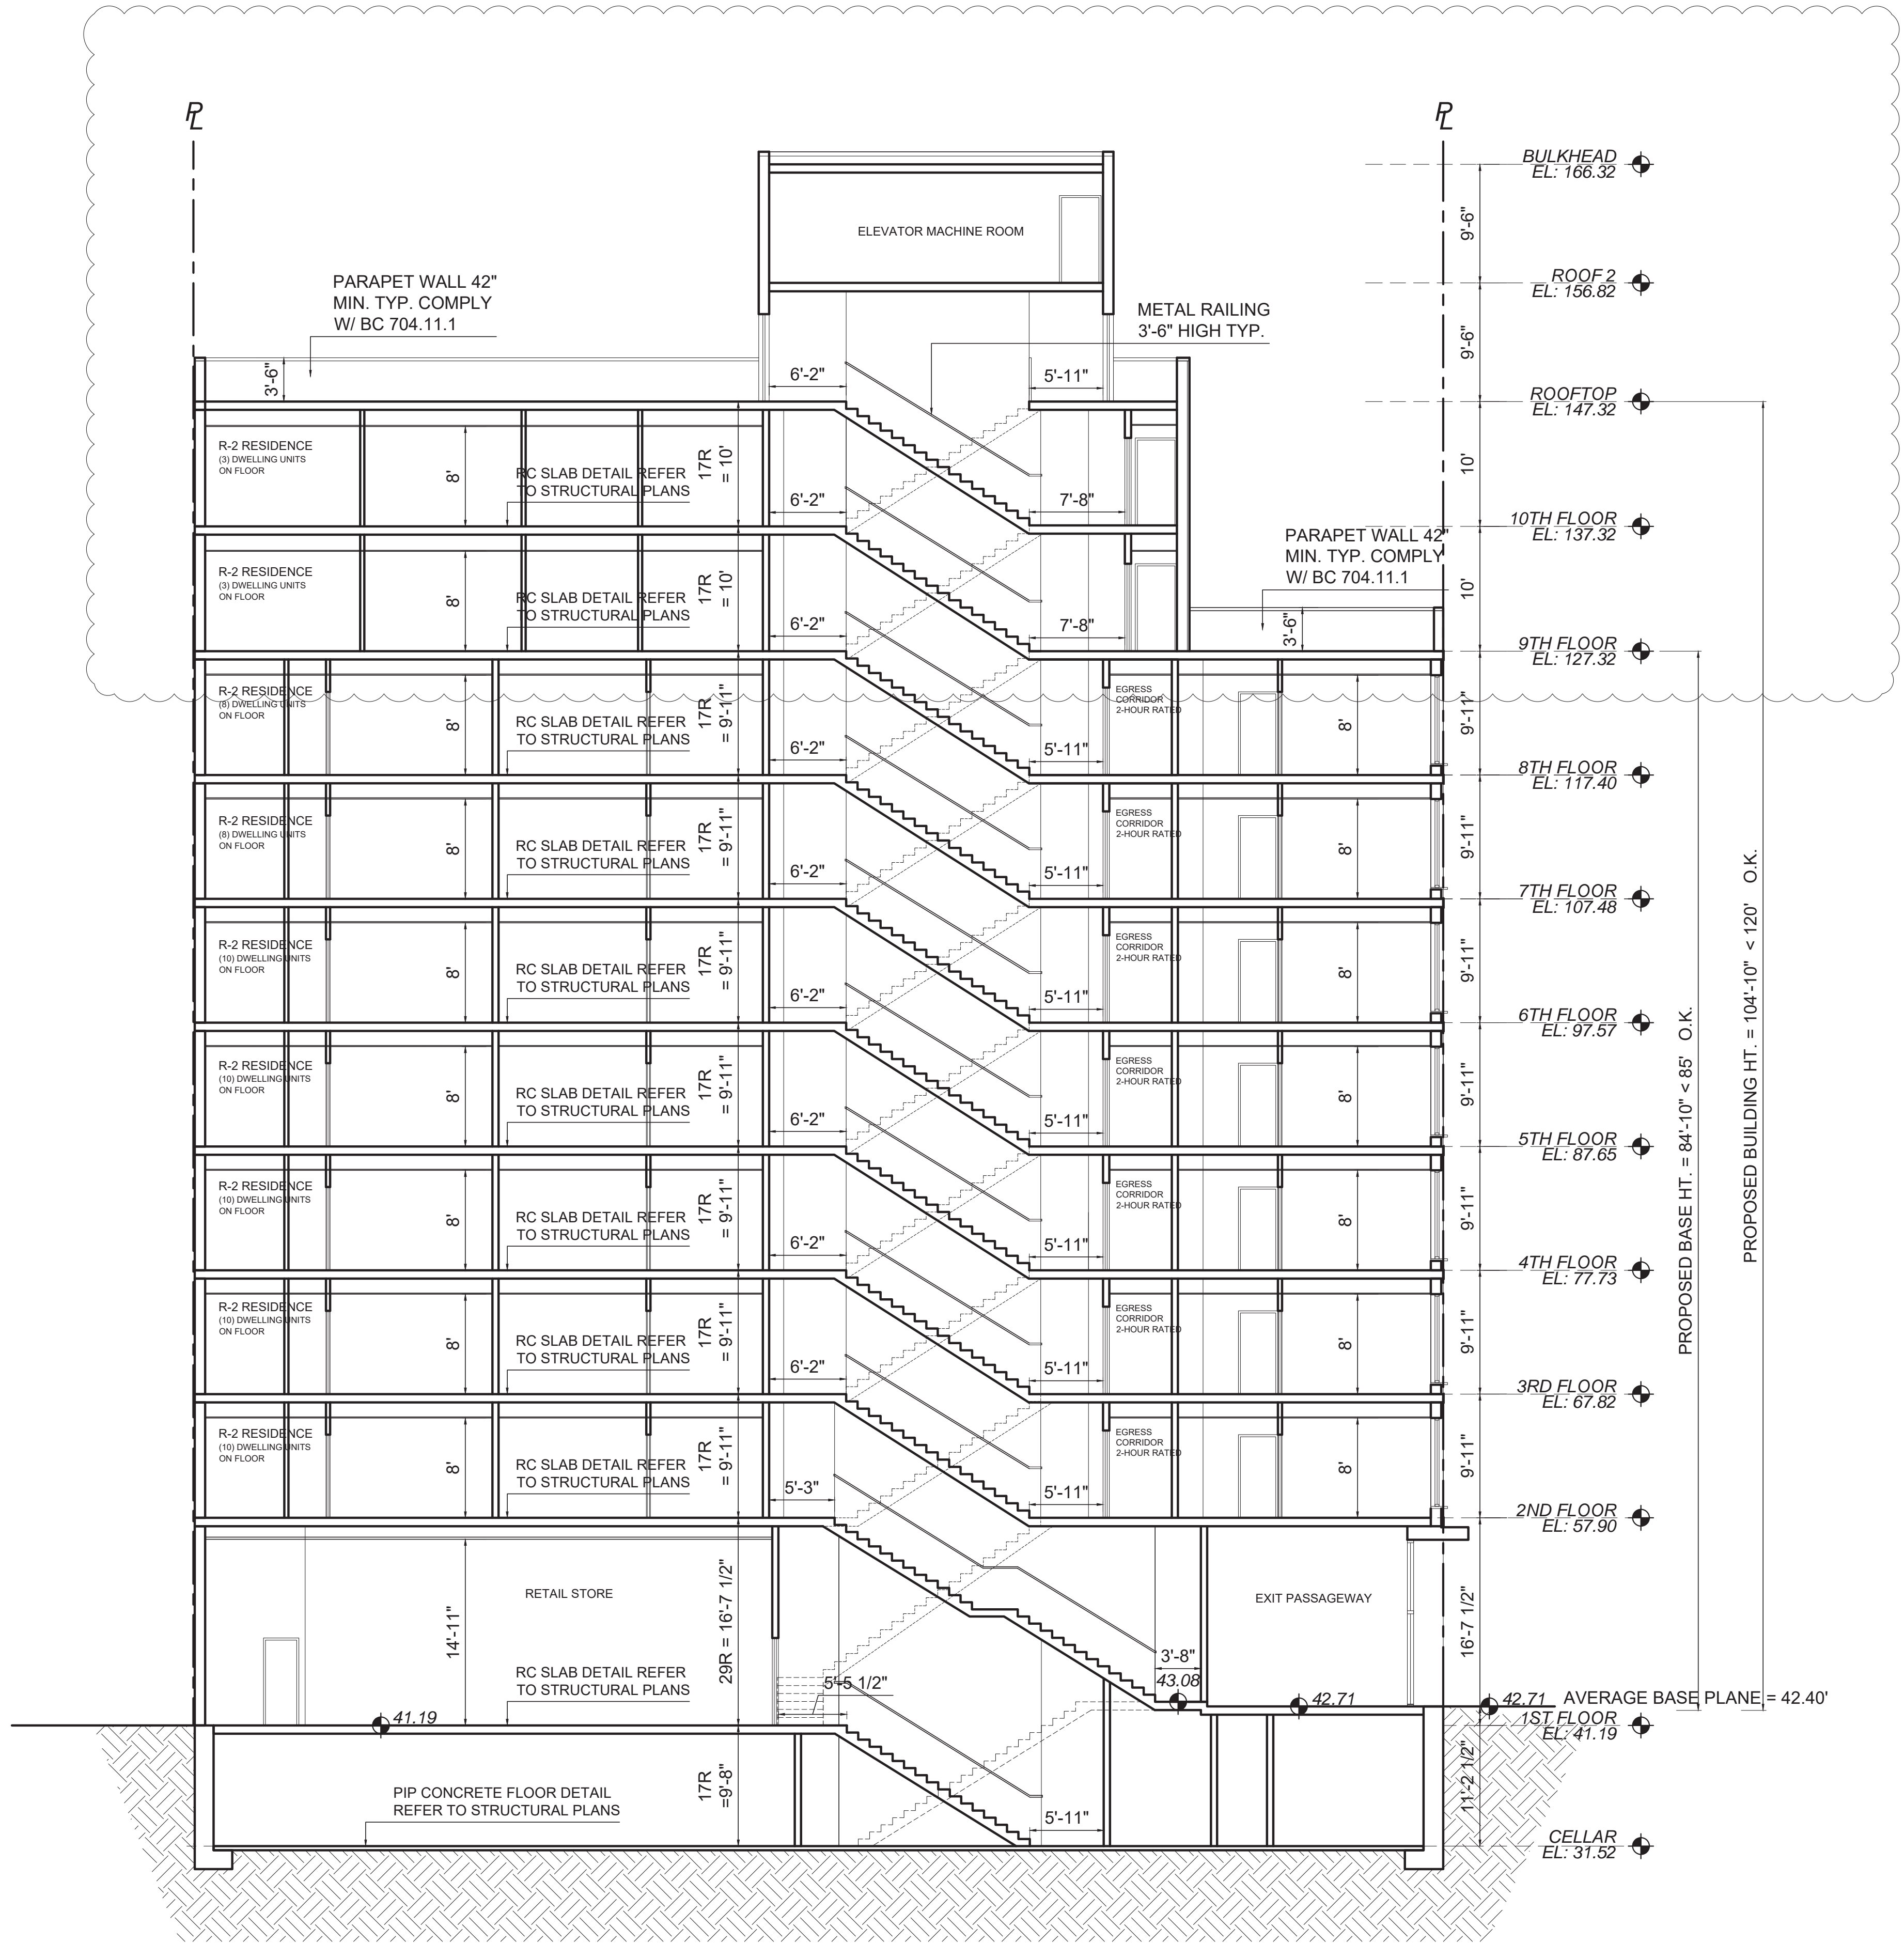 PL
PL
BULKHEAD
EL: 166.32
9'-6"
ELEVATOR MACHINE ROOM
ROOF 2
EL: 156.82
PARAPET WALL 42"
MIN. TYP. COMPLY
W/ BC 704.11.1
METAL RAILING
3'-6" HIGH TYP.
9'-6"
3'-6"
6'-2"
5'-11"
ROOFTOP
EL: 147.32
R-2 RESIDENCE
(3) DWELLING UNITS
ON FLOOR
8'
RC SLAB DETAIL REFER
TO STRUCTURAL PLANS
17R
= 10'
6'-2"
7'-8"
10'
10TH FLOOR
EL: 137.32
PARAPET WALL 42"
MIN. TYP. COMPLY
W/ BC 704.11.1
R-2 RESIDENCE
(3) DWELLING UNITS
ON FLOOR
8'
RC SLAB DETAIL REFER
TO STRUCTURAL PLANS
17R
= 10'
6'-2"
7'-8"
3'-6"
10'
9TH FLOOR
EL: 127.32
R-2 RESIDENCE
(8) DWELLING UNITS
ON FLOOR
8'
RC SLAB DETAIL REFER
TO STRUCTURAL PLANS
17R
= 9'-11"
6'-2"
5'-11"
EGRESS
CORRIDOR
2-HOUR RATED
8'
9'-11"
8TH FLOOR
EL: 117.40
R-2 RESIDENCE
(8) DWELLING UNITS
ON FLOOR
8'
RC SLAB DETAIL REFER
TO STRUCTURAL PLANS
17R
= 9'-11"
6'-2"
5'-11"
EGRESS
CORRIDOR
2-HOUR RATED
8'
9'-11"
7TH FLOOR
EL: 107.48
R-2 RESIDENCE
(10) DWELLING UNITS
ON FLOOR
8'
RC SLAB DETAIL REFER
TO STRUCTURAL PLANS
17R
= 9'-11"
6'-2"
5'-11"
EGRESS
CORRIDOR
2-HOUR RATED
8'
9'-11"
6TH FLOOR
EL: 97.57
R-2 RESIDENCE
(10) DWELLING UNITS
ON FLOOR
8'
RC SLAB DETAIL REFER
TO STRUCTURAL PLANS
17R
= 9'-11"
6'-2"
5'-11"
EGRESS
CORRIDOR
2-HOUR RATED
8'
9'-11"
5TH FLOOR
EL: 87.65
R-2 RESIDENCE
(10) DWELLING UNITS
ON FLOOR
8'
RC SLAB DETAIL REFER
TO STRUCTURAL PLANS
17R
= 9'-11"
6'-2"
5'-11"
EGRESS
CORRIDOR
2-HOUR RATED
8'
9'-11"
4TH FLOOR
EL: 77.73
R-2 RESIDENCE
(10) DWELLING UNITS
ON FLOOR
8'
RC SLAB DETAIL REFER
TO STRUCTURAL PLANS
17R
= 9'-11"
6'-2"
5'-11"
EGRESS
CORRIDOR
2-HOUR RATED
8'
9'-11"
3RD FLOOR
EL: 67.82
R-2 RESIDENCE
(10) DWELLING UNITS
ON FLOOR
8'
RC SLAB DETAIL REFER
TO STRUCTURAL PLANS
17R
= 9'-11"
5'-3"
5'-11"
EGRESS
CORRIDOR
2-HOUR RATED
8'
9'-11"
2ND FLOOR
EL: 57.90
PROPOSED BASE HT. = 84'-10" < 85' O.K.
PROPOSED BUILDING HT. = 104'-10" < 120' O.K.
RETAIL STORE
EXIT PASSAGEWAY
14'-11"
29R = 16'-7 1/2"
16'-7 1/2"
RC SLAB DETAIL REFER
TO STRUCTURAL PLANS
5'-5 1/2"
3'-8"
43.08
42.71
42.71
AVERAGE BASE PLANE = 42.40'
41.19
1ST FLOOR
EL: 41.19
PIP CONCRETE FLOOR DETAIL
REFER TO STRUCTURAL PLANS
17R
=9'-8"
5'-11"
11'-2 1/2"
CELLAR
EL: 31.52